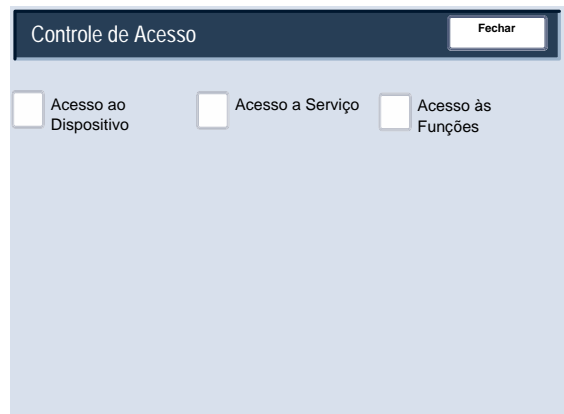 Controle de Acesso
Fechar
Acesso ao
Dispositivo
Acesso a Serviço
Acesso às
Funções